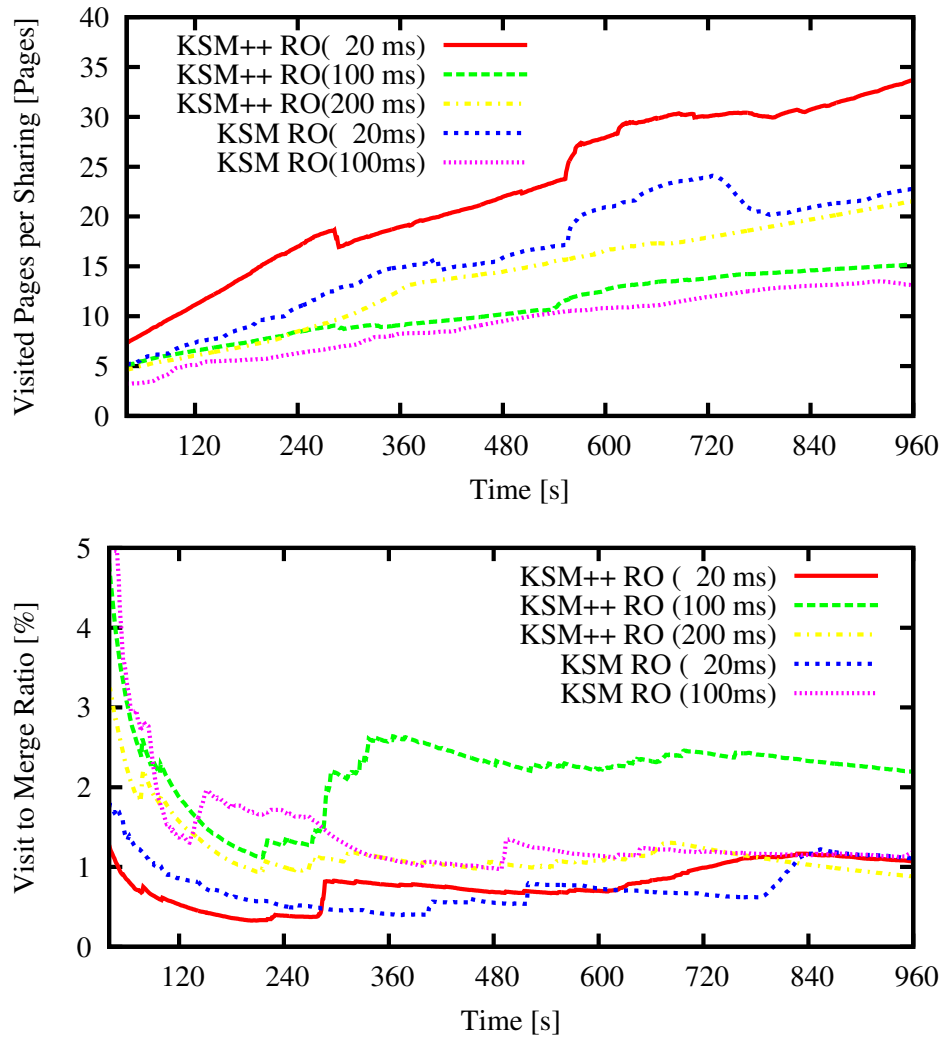 Visited Pages per Sharing [Pages]
40
35
30
25
20
15
10
5
0
KSM++ RO( 20 ms)
KSM++ RO(100 ms)
KSM++ RO(200 ms)
KSM RO( 20ms)
KSM RO(100ms)
120 240 360 480 600 720 840 960
Time [s]
Visit to Merge Ratio [%]
5
4
3
2
1
0
KSM++ RO ( 20 ms)
KSM++ RO (100 ms)
KSM++ RO (200 ms)
KSM RO ( 20ms)
KSM RO (100ms)
120 240 360 480 600 720 840 960
Time [s]